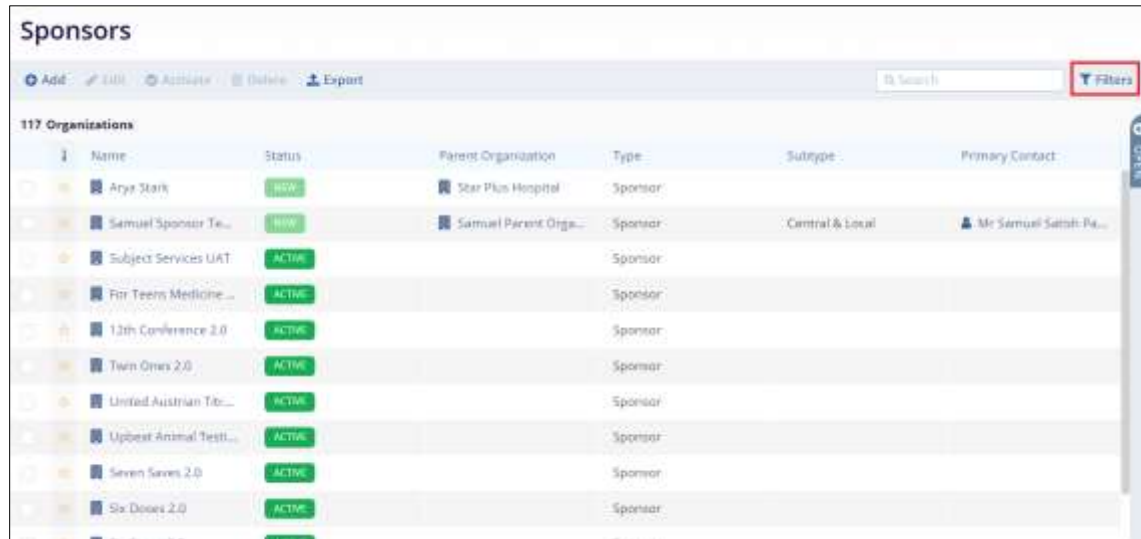 Sponsors
Add Edit Activate Delete Export Search Filters
117 Organizations
Name Status Parent Organization Type Subtype Primary Contact
Arya Stark NEW Star Plus Hospital Sponsor
Samuel Sponsor Te... NEW Samuel Parent Orga... Sponsor Central & Local Mr Samuel Satish Pa...
Subject Services UAT ACTIVE Sponsor
For Teens Medicine ... ACTIVE Sponsor
12th Conference 2.0 ACTIVE Sponsor
Twin Ones 2.0 ACTIVE Sponsor
United Austrian ... ACTIVE Sponsor
Upbeat Animal Testi... ACTIVE Sponsor
Seven Saves 2.0 ACTIVE Sponsor
Six Doses 2.0 ACTIVE Sponsor